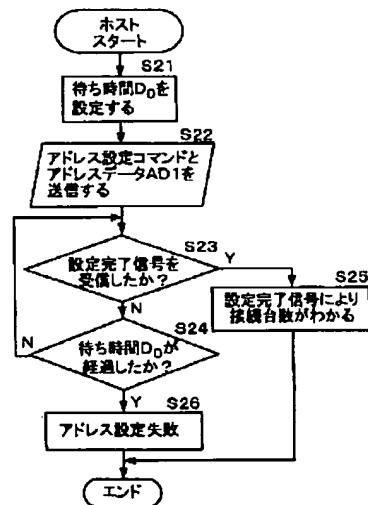 ホスト
スタート
S21
待ち時間D₀を
設定する
S22
アドレス設定コマンドと
アドレスデータAD1を
送信する
S23
設定完了信号を
受信したか?
Y
N
S25
設定完了信号により
接続台数がわかる
S24
待ち時間D₀が
経過したか?
N
Y
S26
アドレス設定失敗
エンド